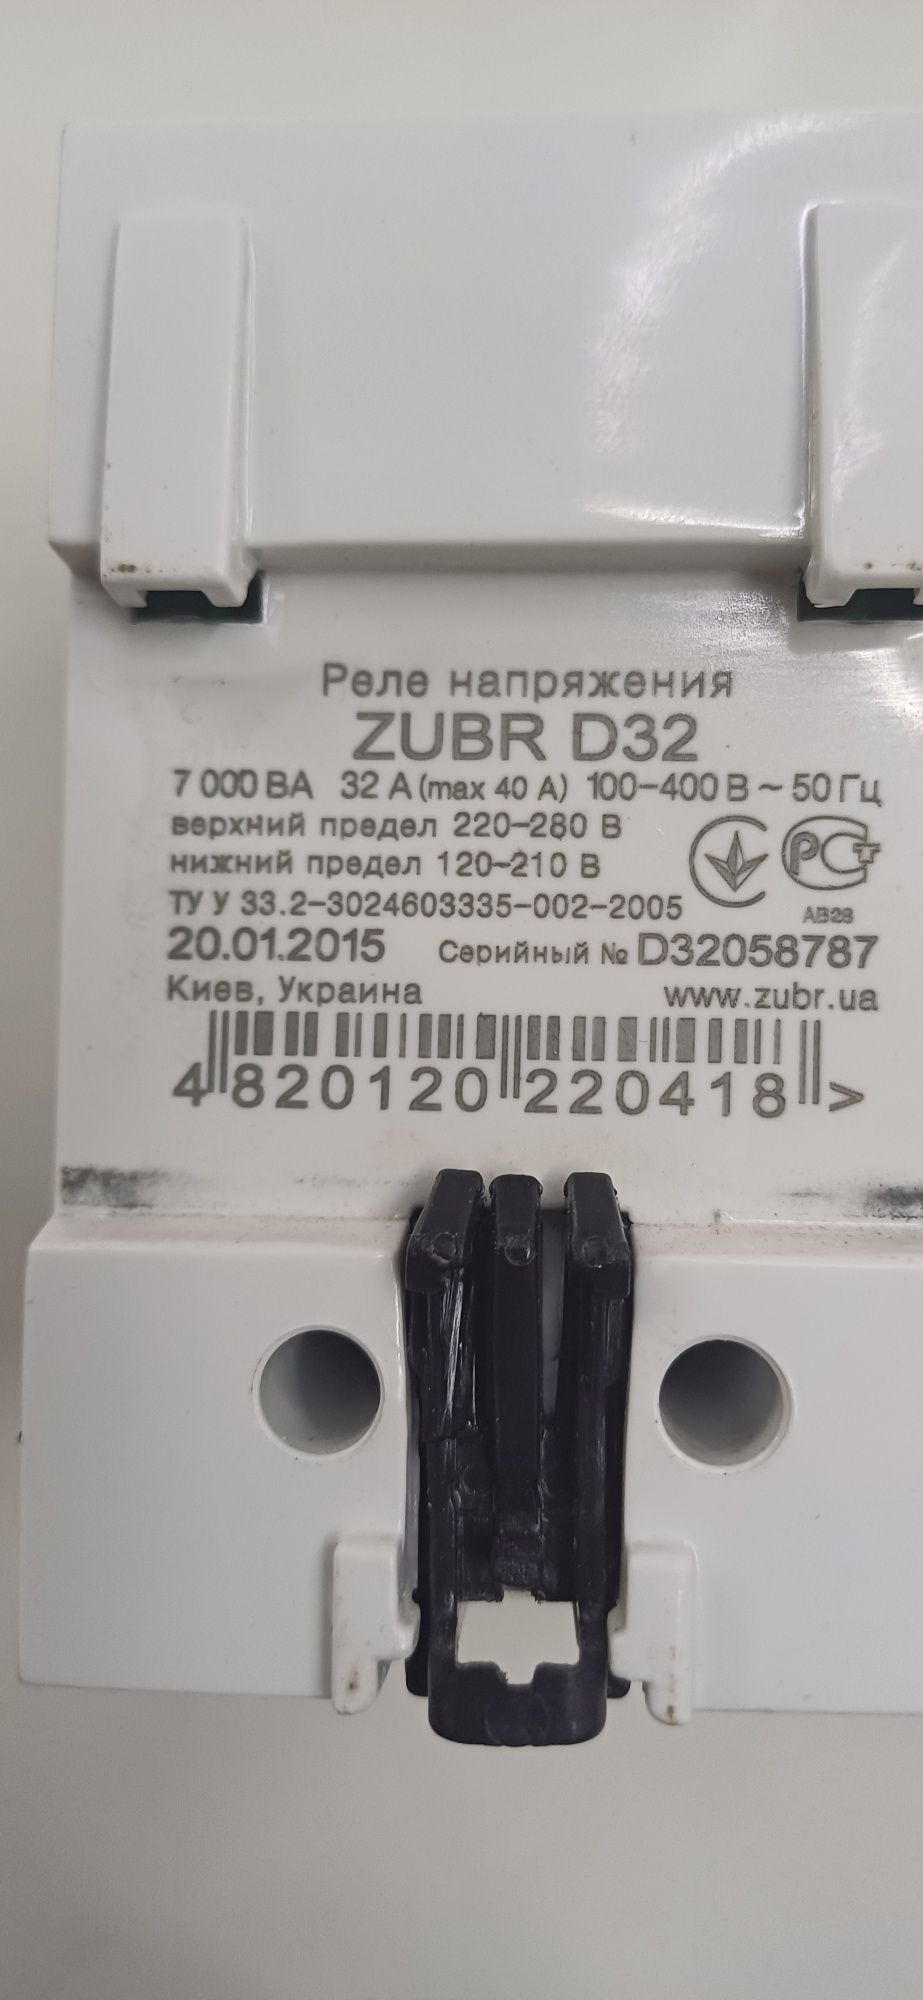 Реле напряжения
ZUBR D32
7 000 ВА 32 А (max 40 А) 100–400 В ~ 50 Гц
верхний предел 220–280 В
нижний предел 120–210 В
ТУ У 33.2–3024603335–002–2005
РСТ
АВ28
20.01.2015 Серийный № D32058787
Киев, Украина www.zubr.ua
4 820120 220418 >